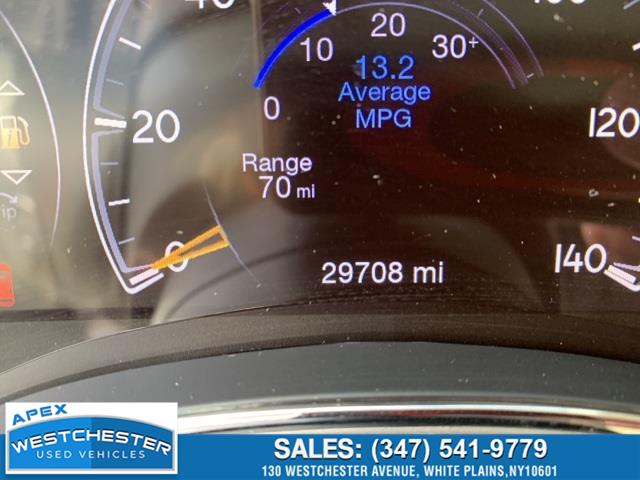 10
20
30+
0
13.2
Average
MPG
Range
70 mi
20
0
120
140
29708 mi
APEX
WESTCHESTER
USED VEHICLES
SALES: (347) 541-9779
130 WESTCHESTER AVENUE, WHITE PLAINS,NY10601